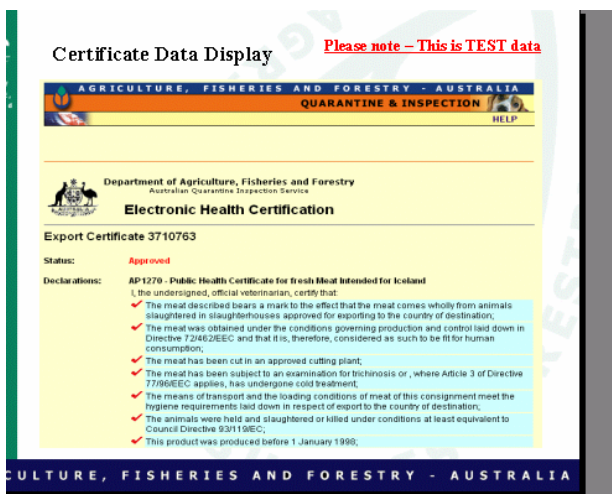 Certificate Data Display
Please note – This is TEST data
AGRICULTURE, FISHERIES AND FORESTRY - AUSTRALIA
QUARANTINE & INSPECTION
HELP
Department of Agriculture, Fisheries and Forestry
Australian Quarantine Inspection Service
Electronic Health Certification
Export Certificate 3710763
Status: Approved
Declarations: AP1270 - Public Health Certificate for fresh Meat Intended for Iceland
I, the undersigned, official veterinarian, certify that:
The meat described bears a mark to the effect that the meat comes wholly from animals
slaughtered in slaughterhouses approved for exporting to the country of destination;
The meat was obtained under the conditions governing production and control laid down in
Directive 72/462/EEC and that it is, therefore, considered as such to be fit for human
consumption;
The meat has been cut in an approved cutting plant;
The meat has been subject to an examination for trichinosis or , where Article 3 of Directive
77/96/EEC applies, has undergone cold treatment;
The means of transport and the loading conditions of meat of this consignment meet the
hygiene requirements laid down in respect of export to the country of destination;
The animals were held and slaughtered or killed under conditions at least equivalent to
Council Directive 93/119/EC;
This product was produced before 1 January 1998;
CULTURE, FISHERIES AND FORESTRY - AUSTRALIA